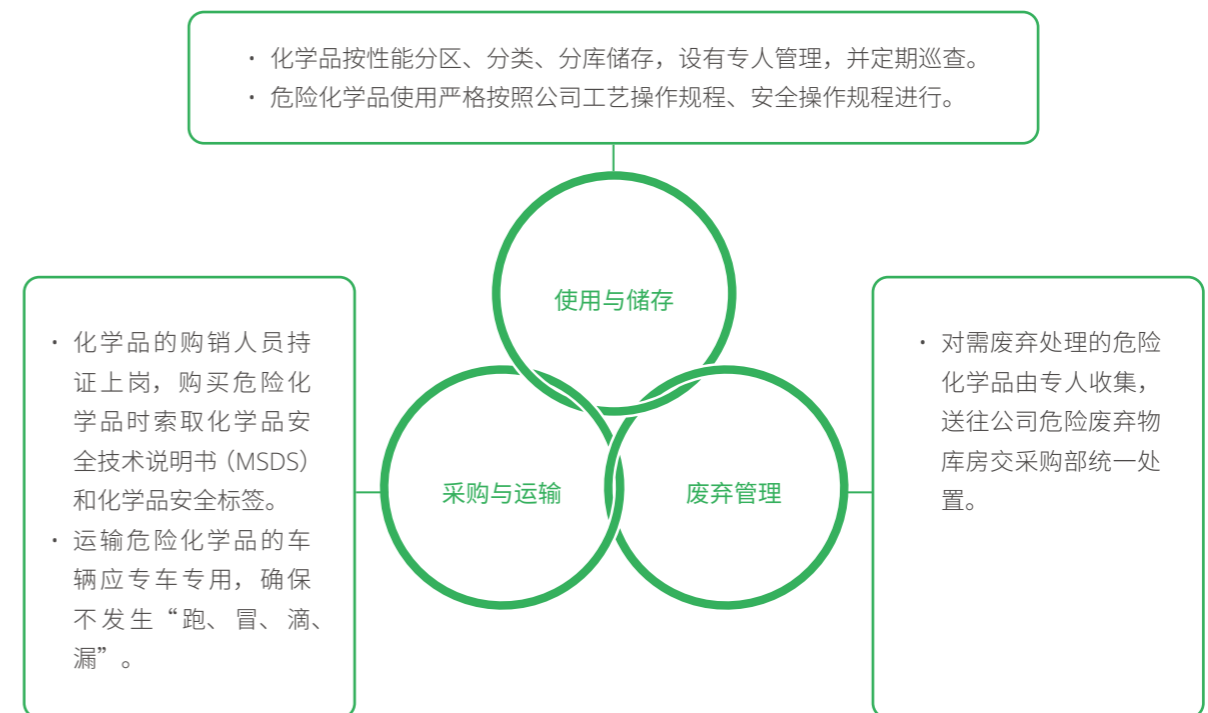 · 化学品按性能分区、分类、分库储存，设有专人管理，并定期巡查。
· 危险化学品使用严格按照公司工艺操作规程、安全操作规程进行。
使用与储存
· 化学品的购销人员持
证上岗，购买危险化
学品时索取化学品安
全技术说明书（MSDS）
和化学品安全标签。
· 运输危险化学品的车
辆应专车专用，确保
不发生“跑、冒、滴、
漏”。
采购与运输
废弃管理
· 对需废弃处理的危险
化学品由专人收集，
送往公司危险废弃物
库房交采购部统一处
置。